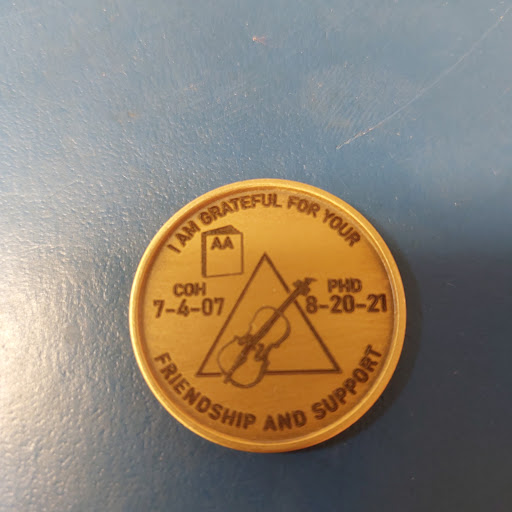 I AM GRATEFUL FOR YOUR
AA
COH
7-4-07
PHD
8-20-21
FRIENDSHIP AND SUPPORT